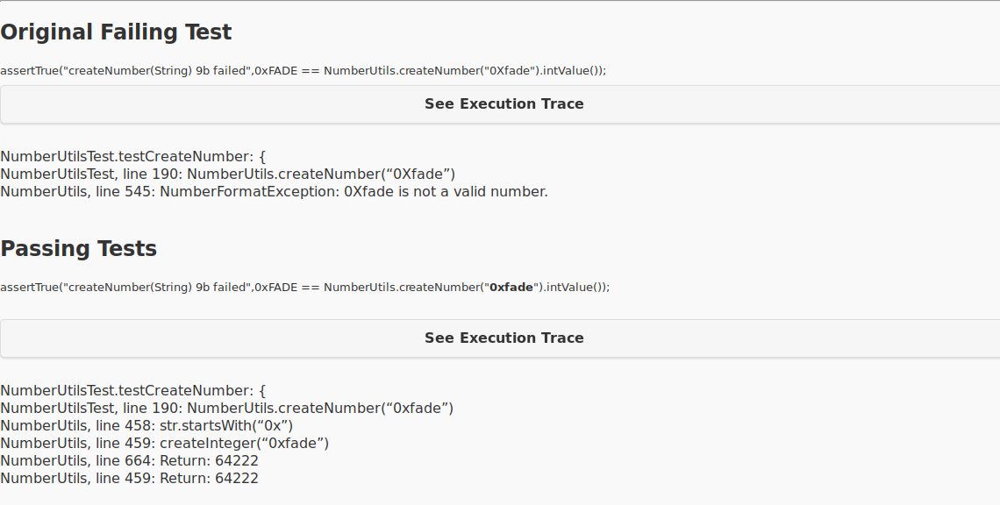 Original Failing Test
assertTrue("createNumber(String) 9b failed",0xFADE == NumberUtils.createNumber("0Xfade").intValue());
See Execution Trace
NumberUtilsTest.testCreateNumber: {
NumberUtilsTest, line 190: NumberUtils.createNumber(“0Xfade”)
NumberUtils, line 545: NumberFormatException: 0Xfade is not a valid number.
Passing Tests
assertTrue("createNumber(String) 9b failed",0xFADE == NumberUtils.createNumber("0xfade").intValue());
See Execution Trace
NumberUtilsTest.testCreateNumber: {
NumberUtilsTest, line 190: NumberUtils.createNumber(“0xfade”)
NumberUtils, line 458: str.startsWith(“0x”)
NumberUtils, line 459: createInteger(“0xfade”)
NumberUtils, line 664: Return: 64222
NumberUtils, line 459: Return: 64222